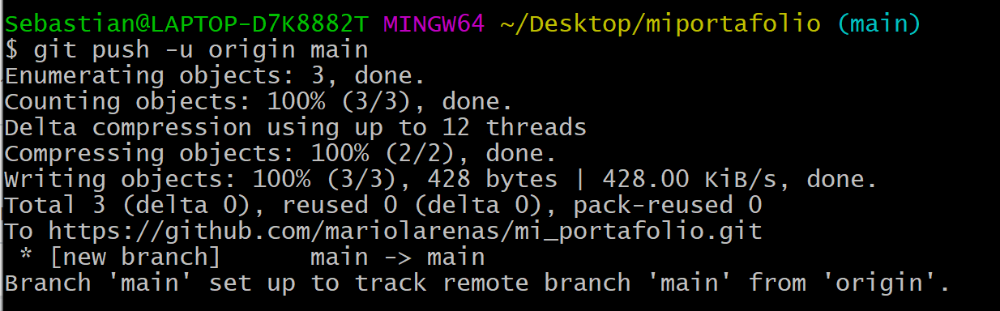 Sebastian@LAPTOP-D7K8882T MINGW64 ~/Desktop/miportafolio (main)
$ git push -u origin main
Enumerating objects: 3, done.
Counting objects: 100% (3/3), done.
Delta compression using up to 12 threads
Compressing objects: 100% (2/2), done.
Writing objects: 100% (3/3), 428 bytes | 428.00 KiB/s, done.
Total 3 (delta 0), reused 0 (delta 0), pack-reused 0
To https://github.com/mariolarenas/mi_portafolio.git
 * [new branch]      main -> main
Branch 'main' set up to track remote branch 'main' from 'origin'.